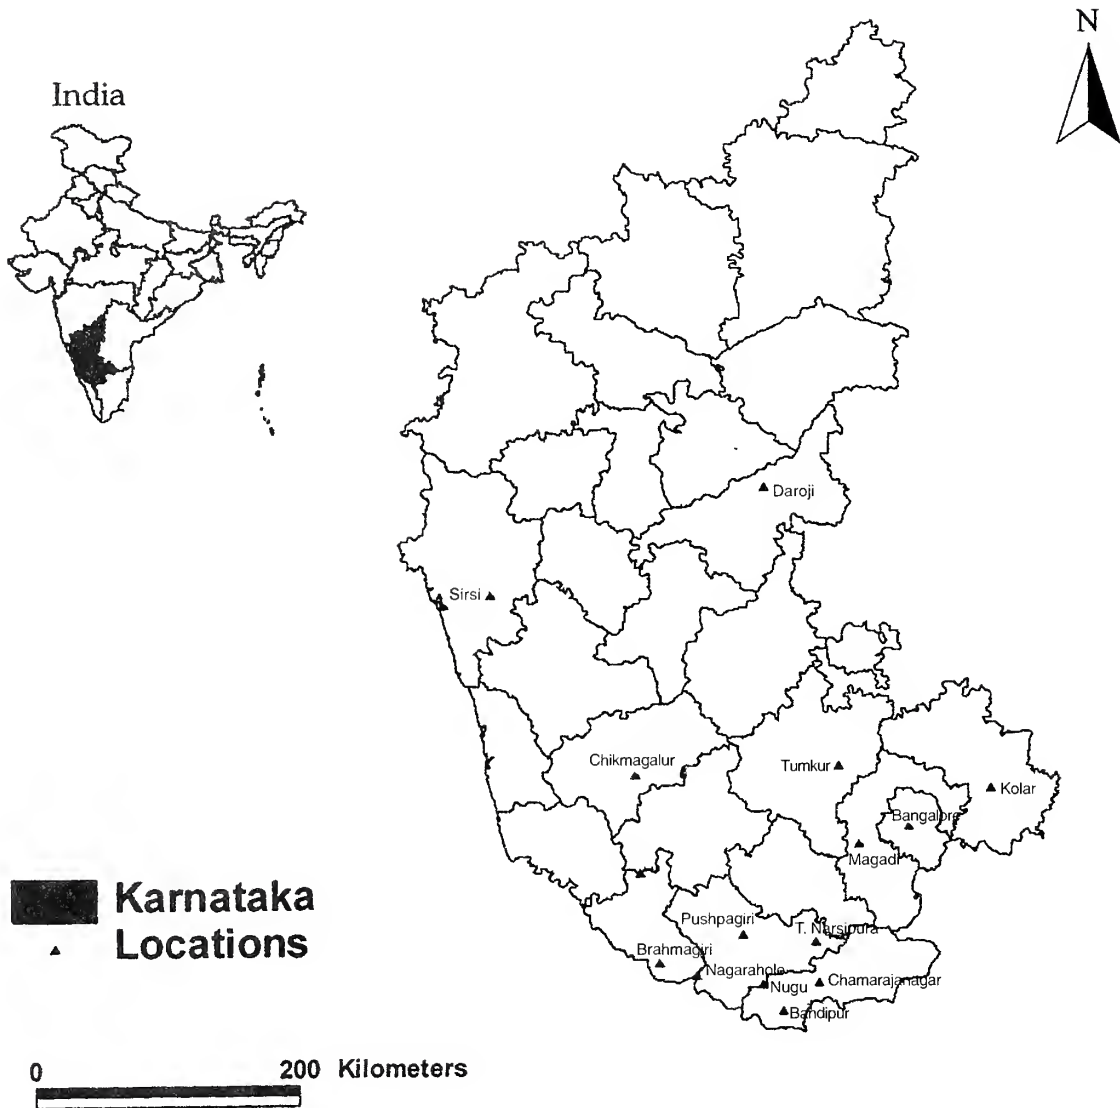 N
India
Daroji
Sirsi
Chikmagalur
Tumkur
Kolar
Bangalore
Magadi
Karnataka
Locations
Pushpagiri
T. Narsipura
Brahmagiri
Nagarahole
Nugu
Chamarajanagar
Bandipur
0 200 Kilometers